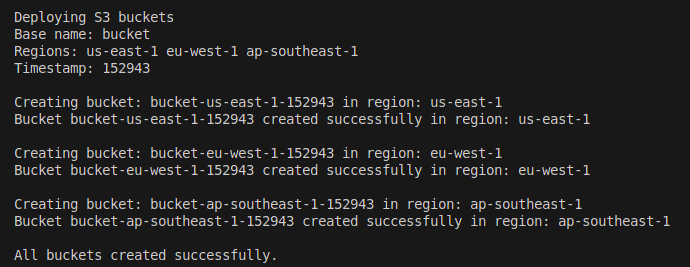 Deploying S3 buckets
Base name: bucket
Regions: us-east-1 eu-west-1 ap-southeast-1
Timestamp: 152943
Creating bucket: bucket-us-east-1-152943 in region: us-east-1
Bucket bucket-us-east-1-152943 created successfully in region: us-east-1
Creating bucket: bucket-eu-west-1-152943 in region: eu-west-1
Bucket bucket-eu-west-1-152943 created successfully in region: eu-west-1
Creating bucket: bucket-ap-southeast-1-152943 in region: ap-southeast-1
Bucket bucket-ap-southeast-1-152943 created successfully in region: ap-southeast-1
All buckets created successfully.